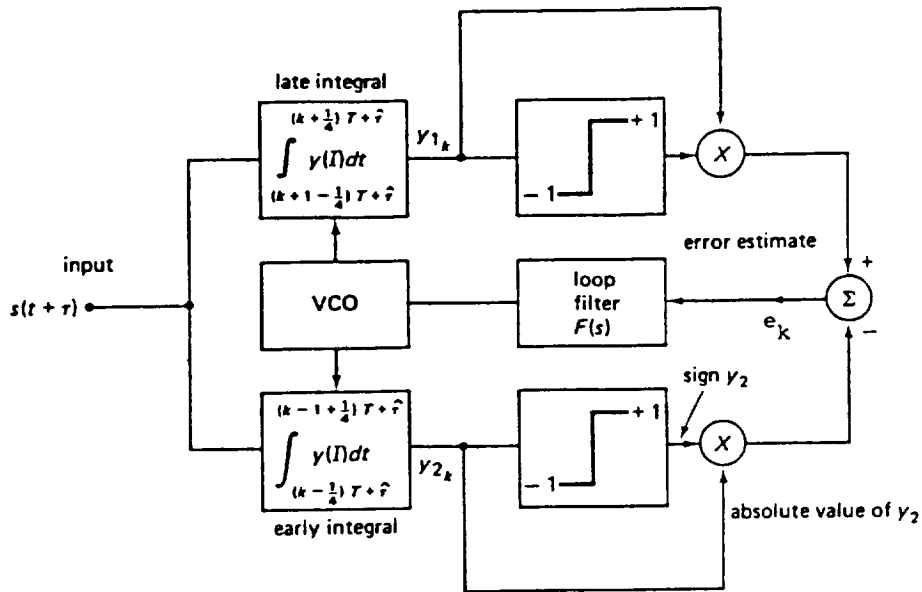 late integral
(k + 1/4) T + τ̂
∫ y(I)dt
(k + 1 − 1/4) T + τ̂
y1k
+ 1
− 1
X
error estimate
input
s(t + τ)
VCO
loop
filter
F(s)
+
Σ
−
ek
sign y2
(k − 1 + 1/4) T + τ̂
∫ y(I)dt
(k − 1/4) T + τ̂
y2k
+ 1
− 1
X
early integral
absolute value of y2